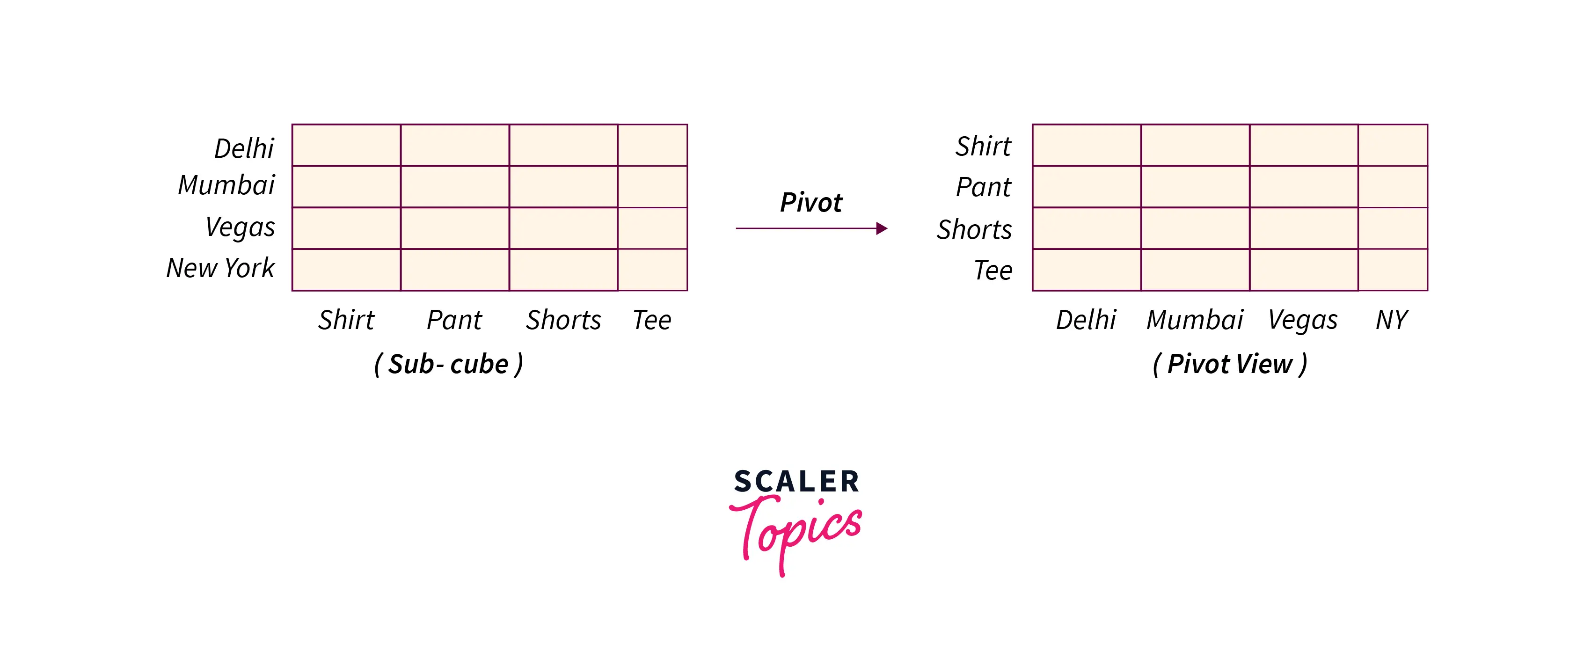 Delhi
Mumbai
Vegas
New York
Shirt Pant Shorts Tee
( Sub- cube )
Pivot
Shirt
Pant
Shorts
Tee
Delhi Mumbai Vegas NY
( Pivot View )
SCALER
Topics